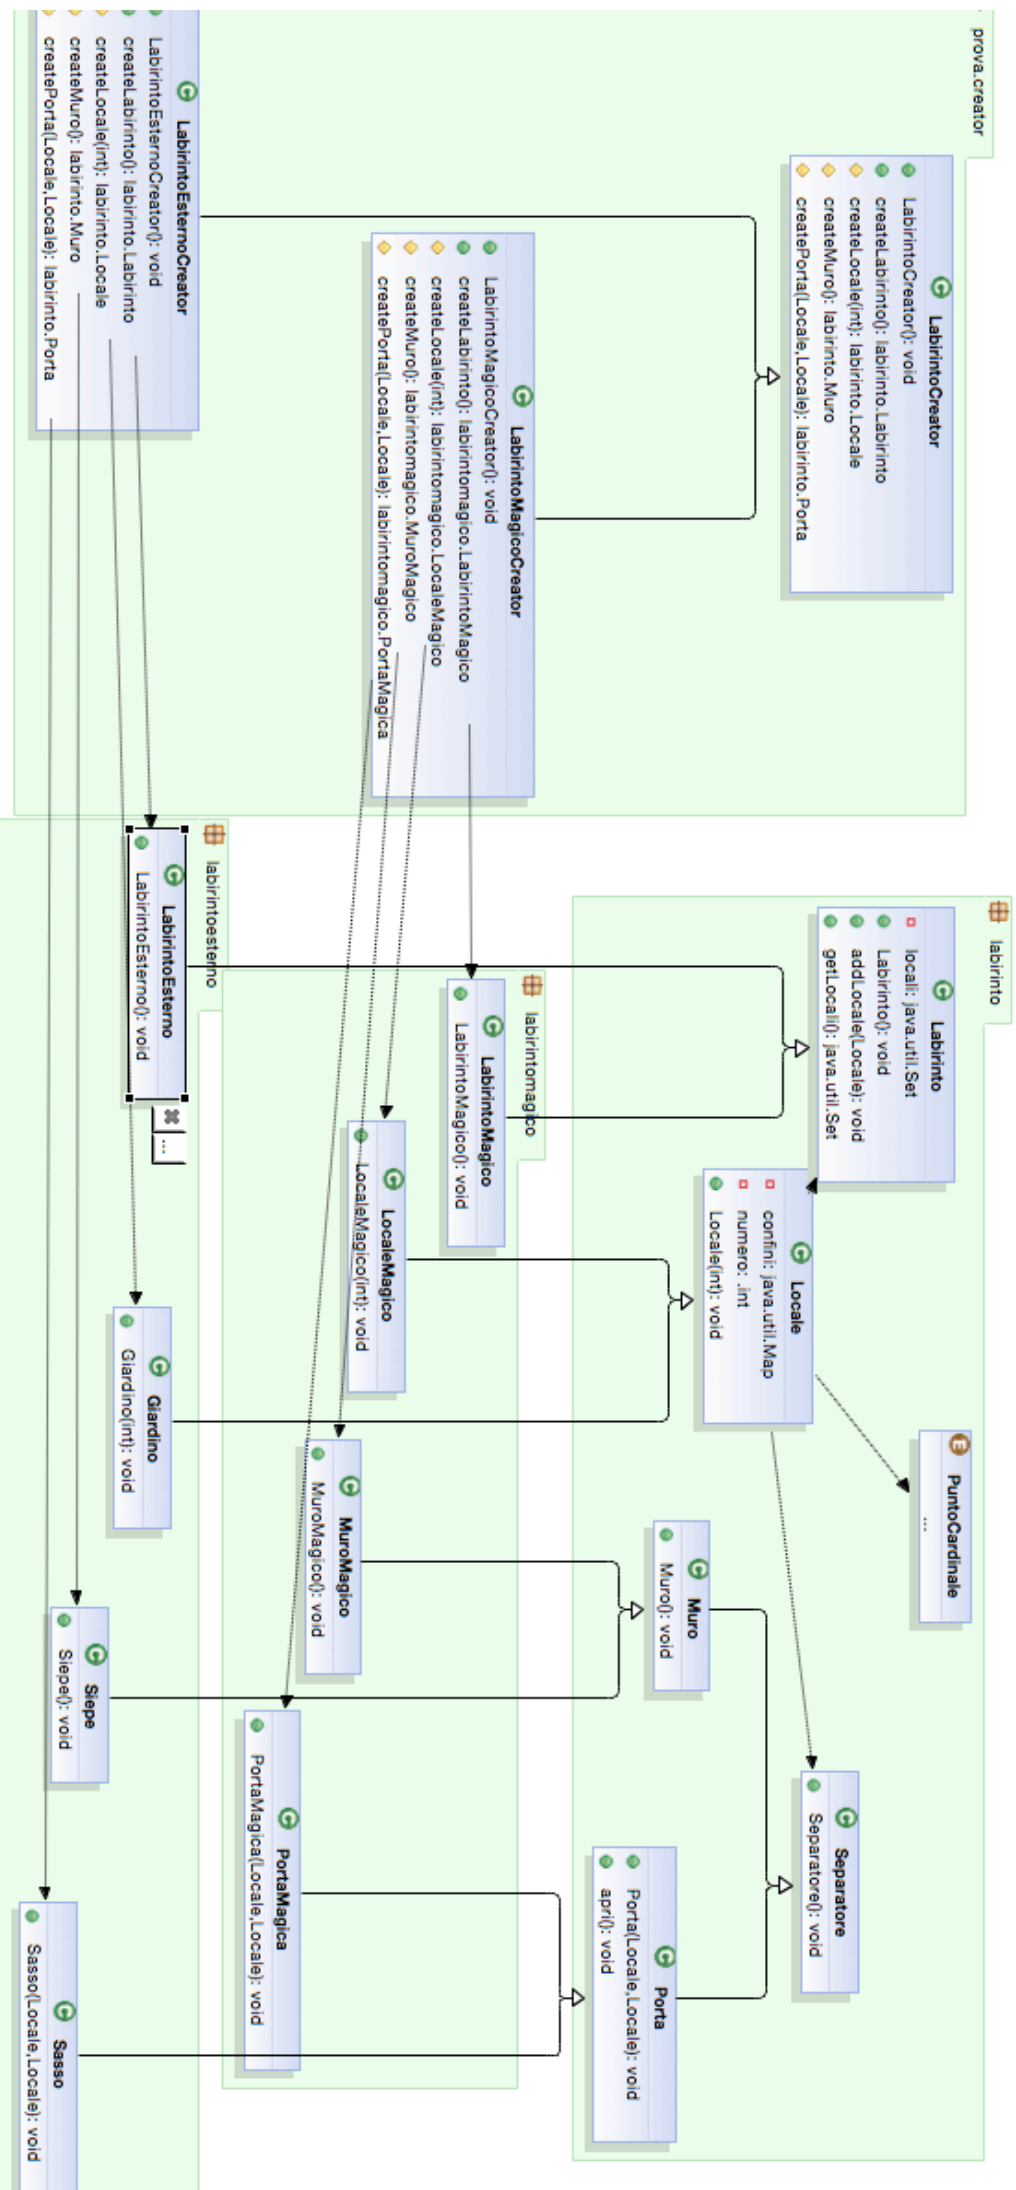 prova.creator
LabirintoCreator
LabirintoCreator(): void
createLabirinto(): labirinto.Labirinto
createLocale(int): labirinto.Locale
createMuro(): labirinto.Muro
createPorta(Locale,Locale): labirinto.Porta
LabirintoMagicoCreator
LabirintoMagicoCreator(): void
createLabirinto(): labirintomagico.LabirintoMagico
createLocale(int): labirintomagico.LocaleMagico
createMuro(): labirintomagico.MuroMagico
createPorta(Locale,Locale): labirintomagico.PortaMagica
LabirintoEsternoCreator
LabirintoEsternoCreator(): void
createLabirinto(): labirinto.Labirinto
createLocale(int): labirinto.Locale
createMuro(): labirinto.Muro
createPorta(Locale,Locale): labirinto.Porta
labirinto
Labirinto
locali: java.util.Set
Labirinto(): void
addLocale(Locale): void
getLocali(): java.util.Set
Locale
confini: java.util.Map
numero: .int
Locale(int): void
PuntoCardinale
...
Separatore
Separatore(): void
Muro
Muro(): void
Porta
Porta(Locale,Locale): void
apri(): void
labirintomagico
LabirintoMagico
LabirintoMagico(): void
LocaleMagico
LocaleMagico(int): void
MuroMagico
MuroMagico(): void
PortaMagica
PortaMagica(Locale,Locale): void
labirintoesterno
LabirintoEsterno
LabirintoEsterno(): void
...
Giardino
Giardino(int): void
Siepe
Siepe(): void
Sasso
Sasso(Locale,Locale): void